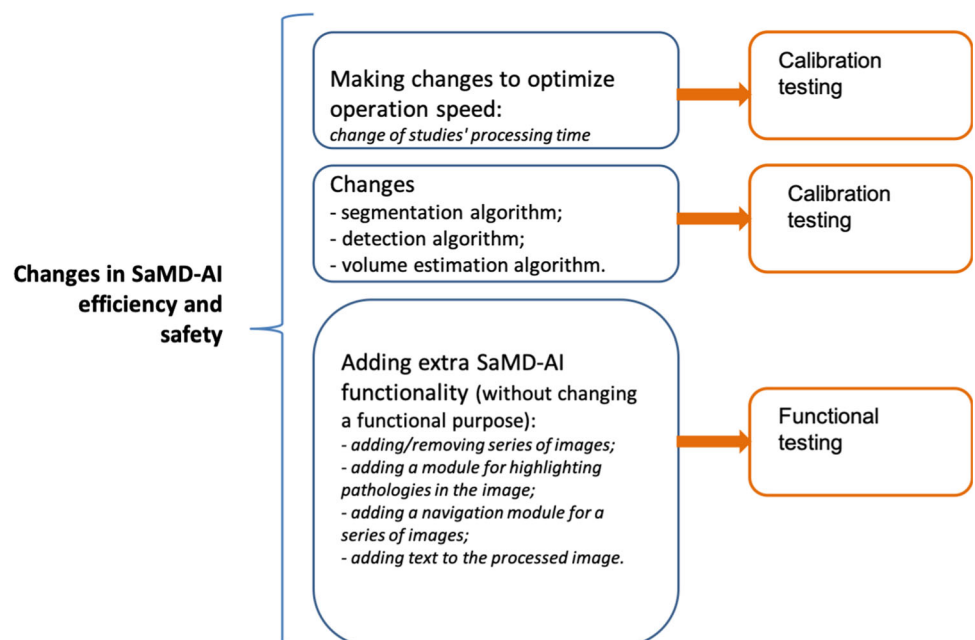 Changes in SaMD-AI
efficiency and
safety
Making changes to optimize
operation speed:
change of studies' processing time
Calibration
testing
Changes
- segmentation algorithm;
- detection algorithm;
- volume estimation algorithm.
Calibration
testing
Adding extra SaMD-AI
functionality (without changing
a functional purpose):
- adding/removing series of images;
- adding a module for highlighting
pathologies in the image;
- adding a navigation module for a
series of images;
- adding text to the processed image.
Functional
testing